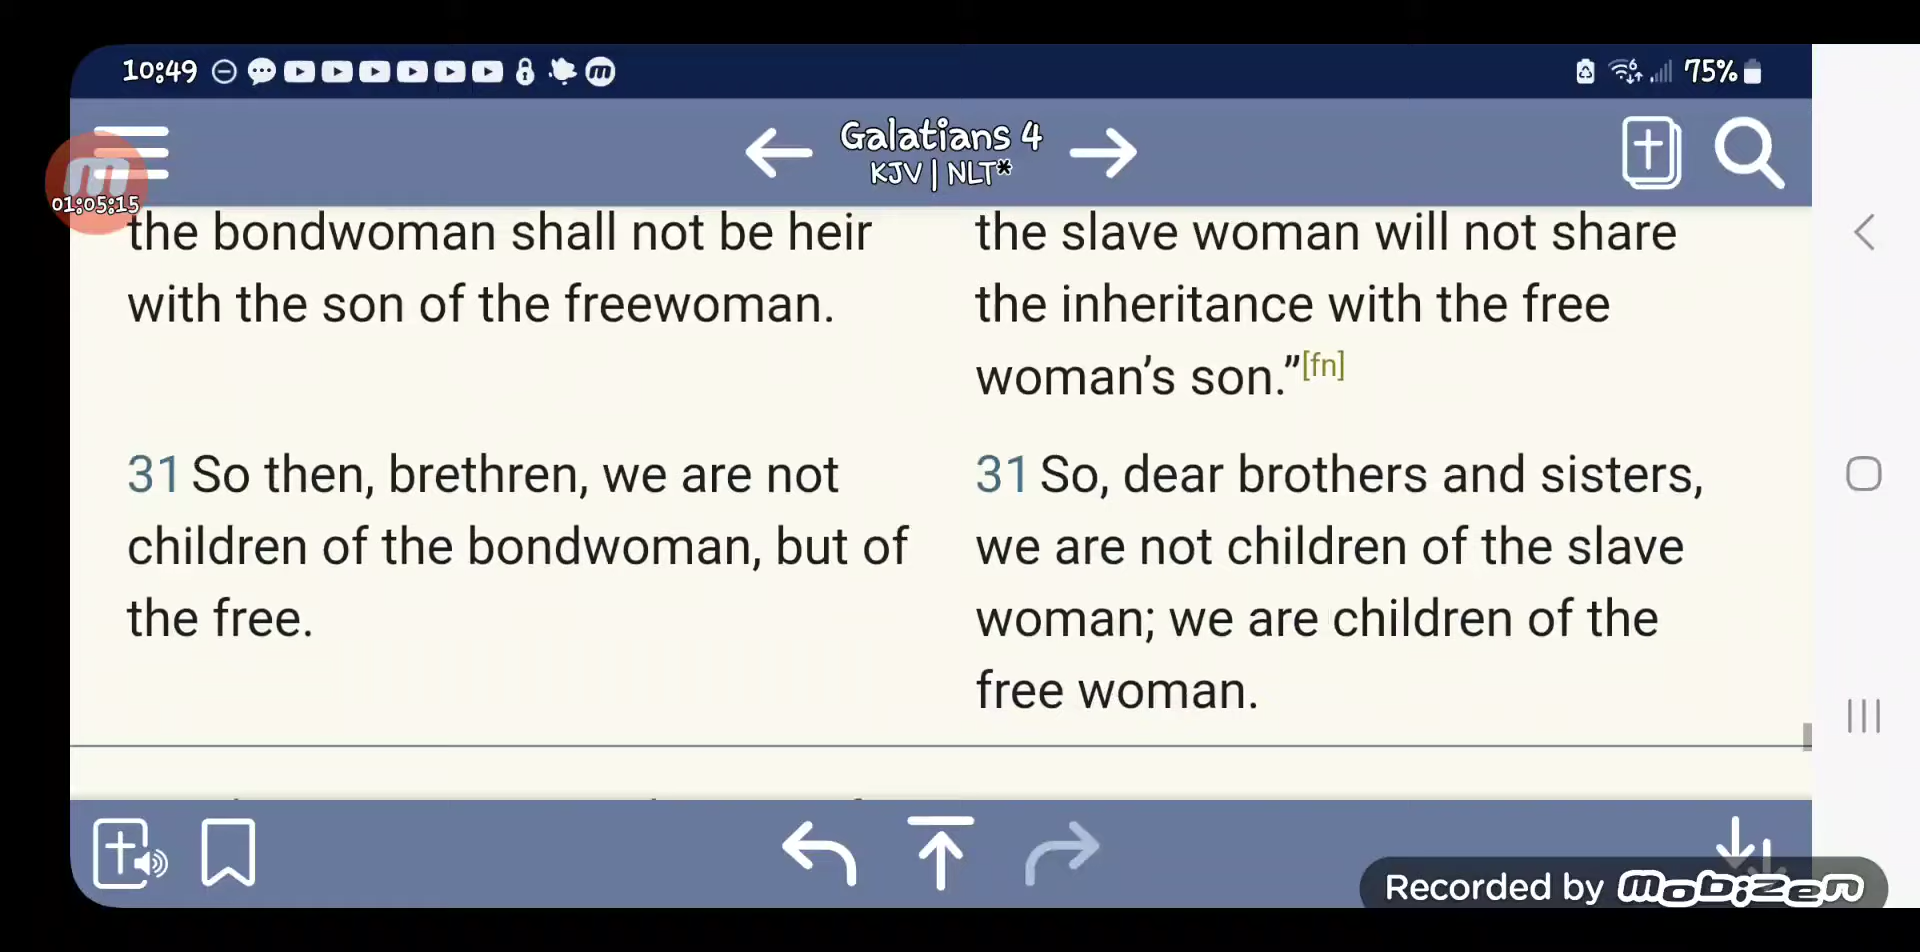 10:49
75%
Galatians 4
KJV | NLT*
m
01:05:15
the bondwoman shall not be heir
with the son of the freewoman.
31 So then, brethren, we are not
children of the bondwoman, but of
the free.
the slave woman will not share
the inheritance with the free
woman’s son.”[fn]
31 So, dear brothers and sisters,
we are not children of the slave
woman; we are children of the
free woman.
Recorded by Mobizen